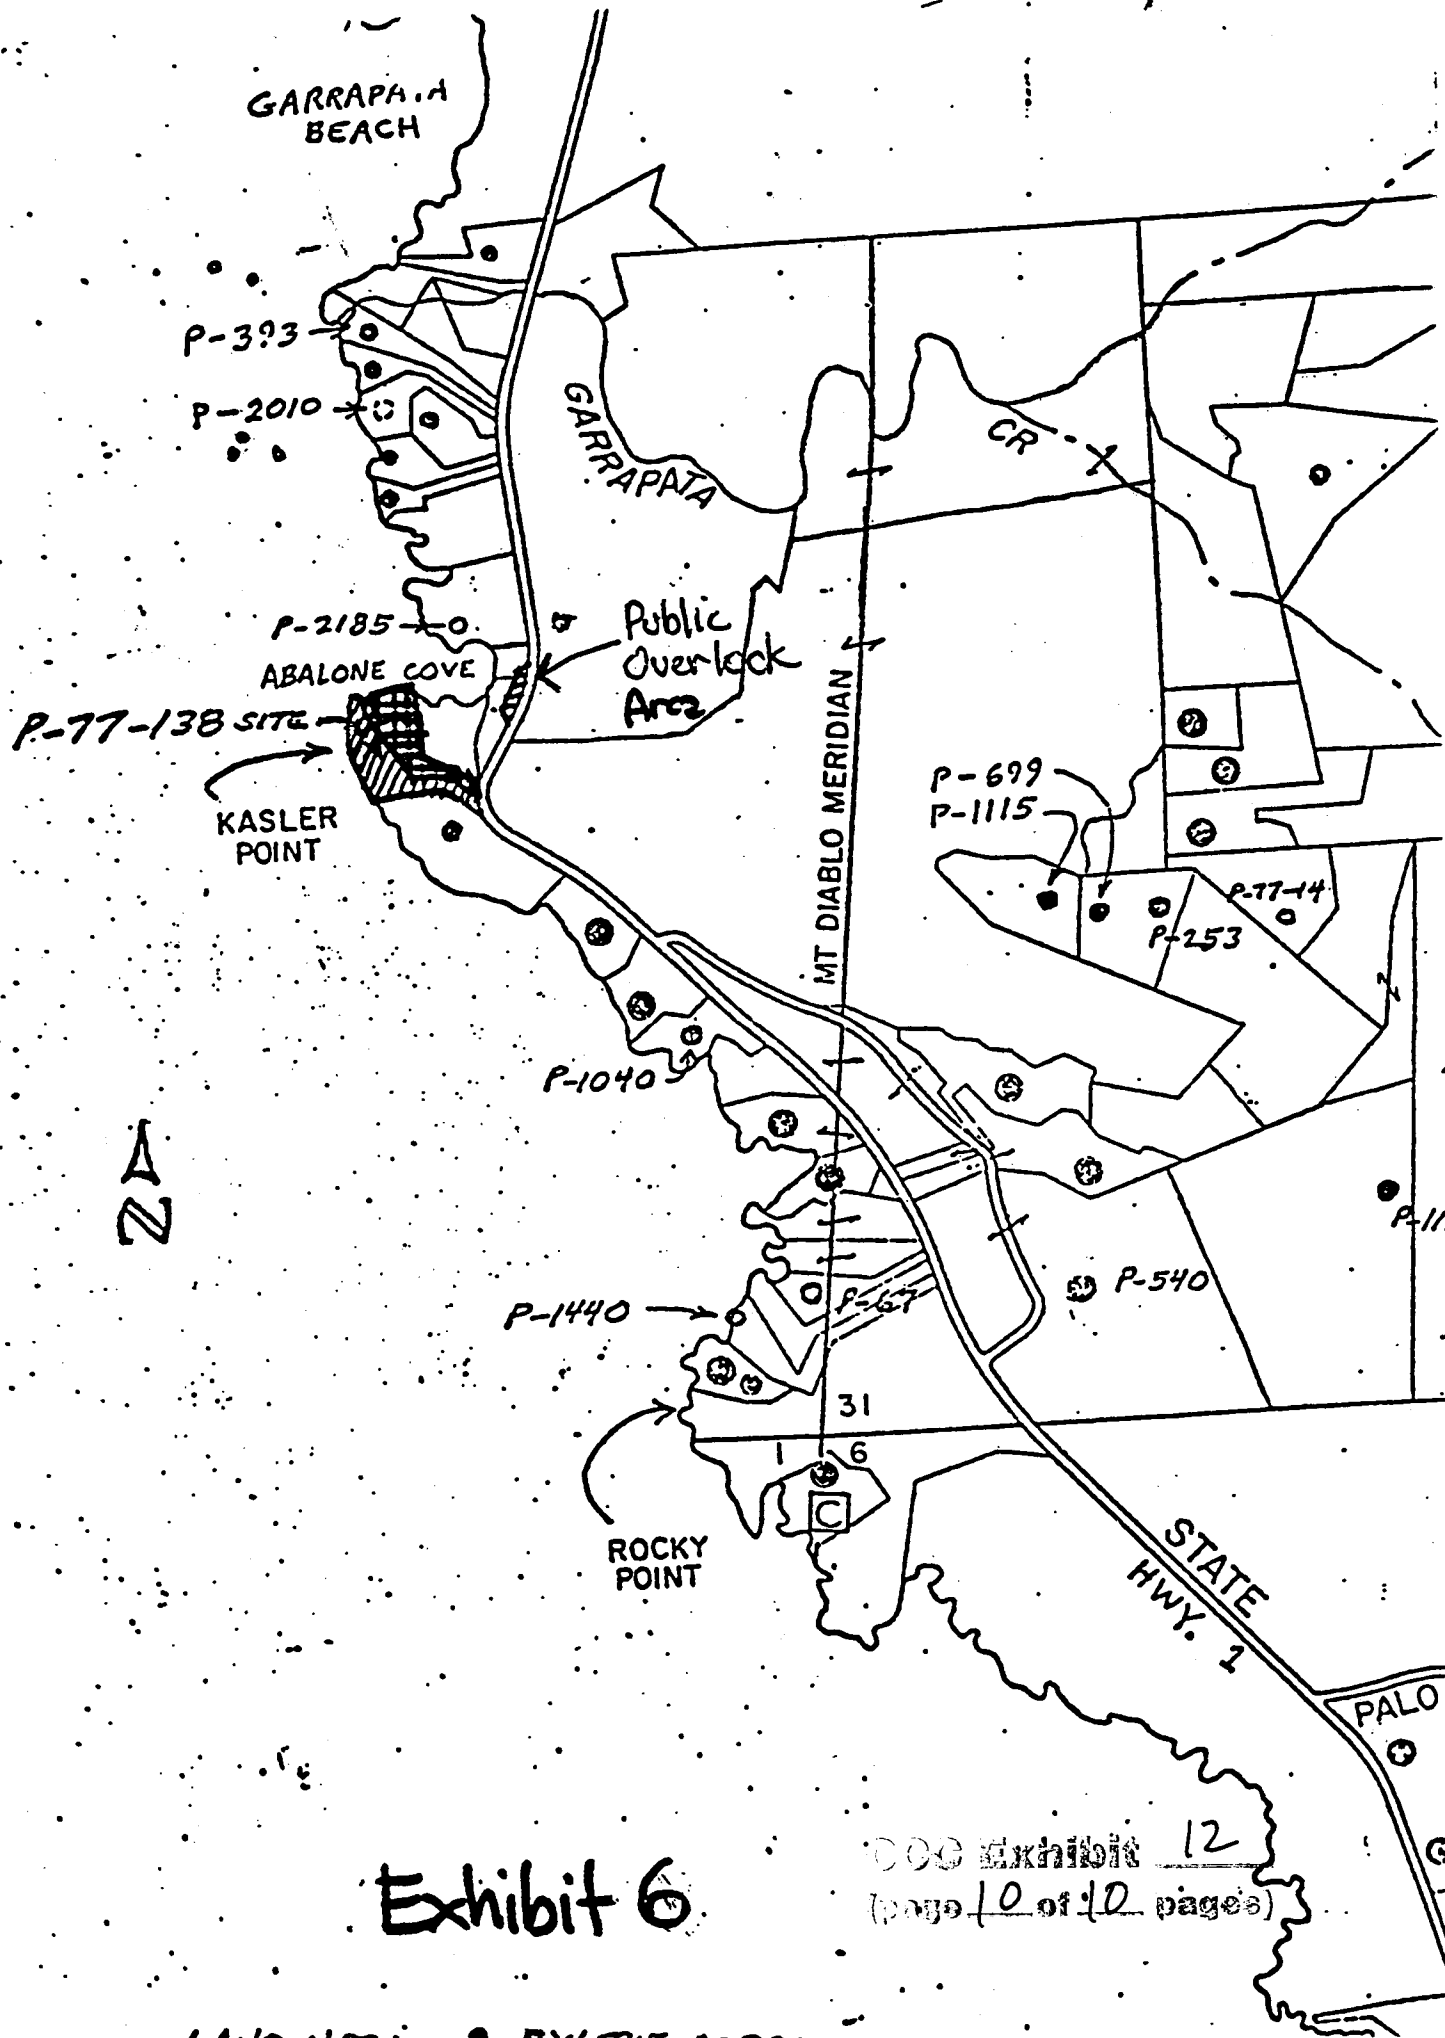 GARRAPATA
BEACH
P-393
P-2010
GARRAPATA
CR
P-2185
Public
Overlook
Area
ABALONE COVE
P-77-138 SITE
KASLER
POINT
MT DIABLO MERIDIAN
P-699
P-1115
P-77-14
P-253
P-1040
N
P-11
P-540
P-67
P-1440
31
1 6
C
ROCKY
POINT
STATE
HWY. 1
PALO
Exhibit 6
CCC Exhibit 12
(page 10 of 10 pages)